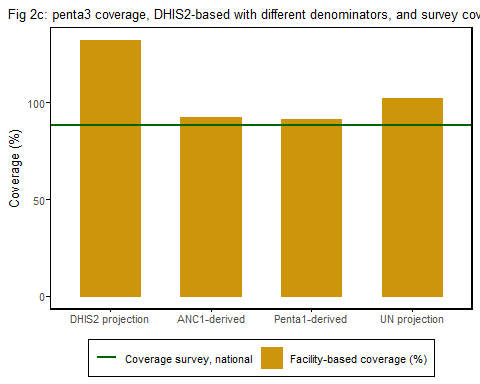 Fig 2c: penta3 coverage, DHIS2-based with different denominators, and survey cov
Coverage (%)
100
50
0
DHIS2 projection ANC1-derived Penta1-derived UN projection
Coverage survey, national Facility-based coverage (%)